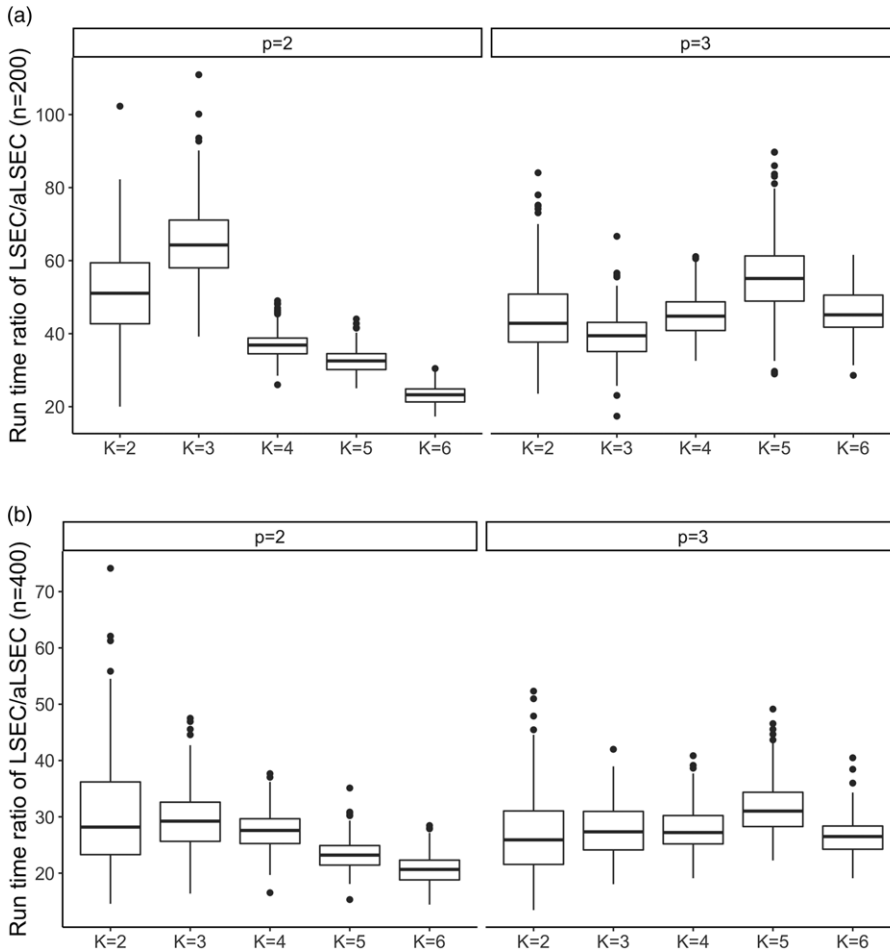 (a)
p=2
p=3
Run time ratio of LSEC/aLSEC (n=200)
100
80
60
40
20
K=2 K=3 K=4 K=5 K=6
K=2 K=3 K=4 K=5 K=6
(b)
p=2
p=3
Run time ratio of LSEC/aLSEC (n=400)
70
60
50
40
30
20
K=2 K=3 K=4 K=5 K=6
K=2 K=3 K=4 K=5 K=6